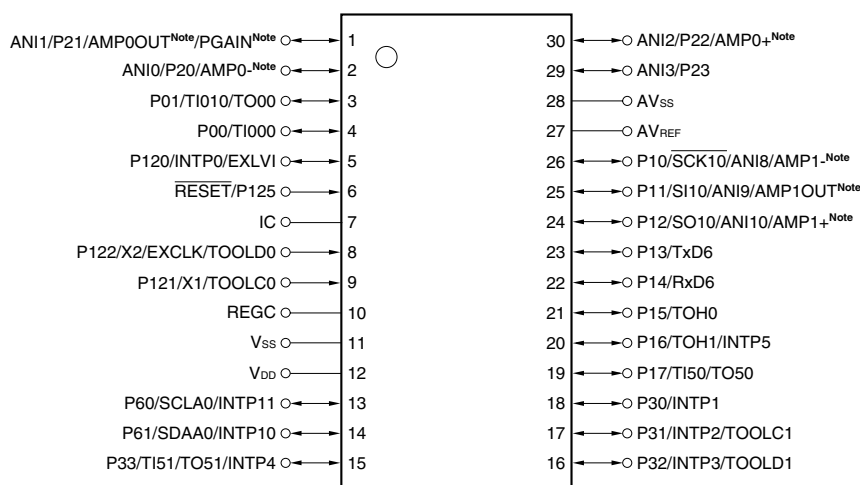 ANI1/P21/AMP0OUTNote/PGAINNote 1
ANI0/P20/AMP0-Note 2
P01/TI010/TO00 3
P00/TI000 4
P120/INTP0/EXLVI 5
RESET/P125 6
IC 7
P122/X2/EXCLK/TOOLD0 8
P121/X1/TOOLC0 9
REGC 10
VSS 11
VDD 12
P60/SCLA0/INTP11 13
P61/SDAA0/INTP10 14
P33/TI51/TO51/INTP4 15
30 ANI2/P22/AMP0+Note
29 ANI3/P23
28 AVSS
27 AVREF
26 P10/SCK10/ANI8/AMP1-Note
25 P11/SI10/ANI9/AMP1OUTNote
24 P12/SO10/ANI10/AMP1+Note
23 P13/TxD6
22 P14/RxD6
21 P15/TOH0
20 P16/TOH1/INTP5
19 P17/TI50/TO50
18 P30/INTP1
17 P31/INTP2/TOOLC1
16 P32/INTP3/TOOLD1